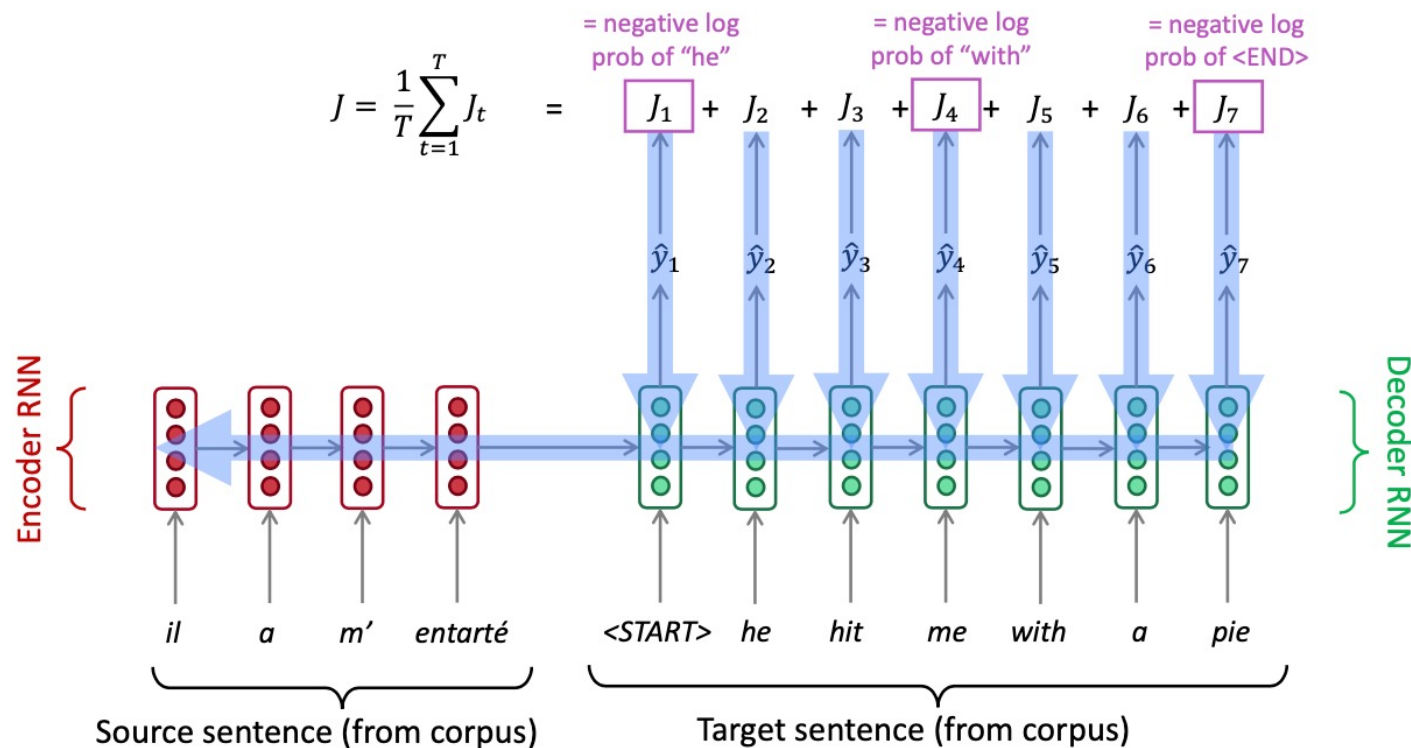 = negative log
prob of “he”
= negative log
prob of “with”
= negative log
prob of <END>
J = 1/T ∑_{t=1}^{T} J_t = J₁ + J₂ + J₃ + J₄ + J₅ + J₆ + J₇
ŷ₁ ŷ₂ ŷ₃ ŷ₄ ŷ₅ ŷ₆ ŷ₇
Encoder RNN
Decoder RNN
il a m’ entarté <START> he hit me with a pie
Source sentence (from corpus)
Target sentence (from corpus)